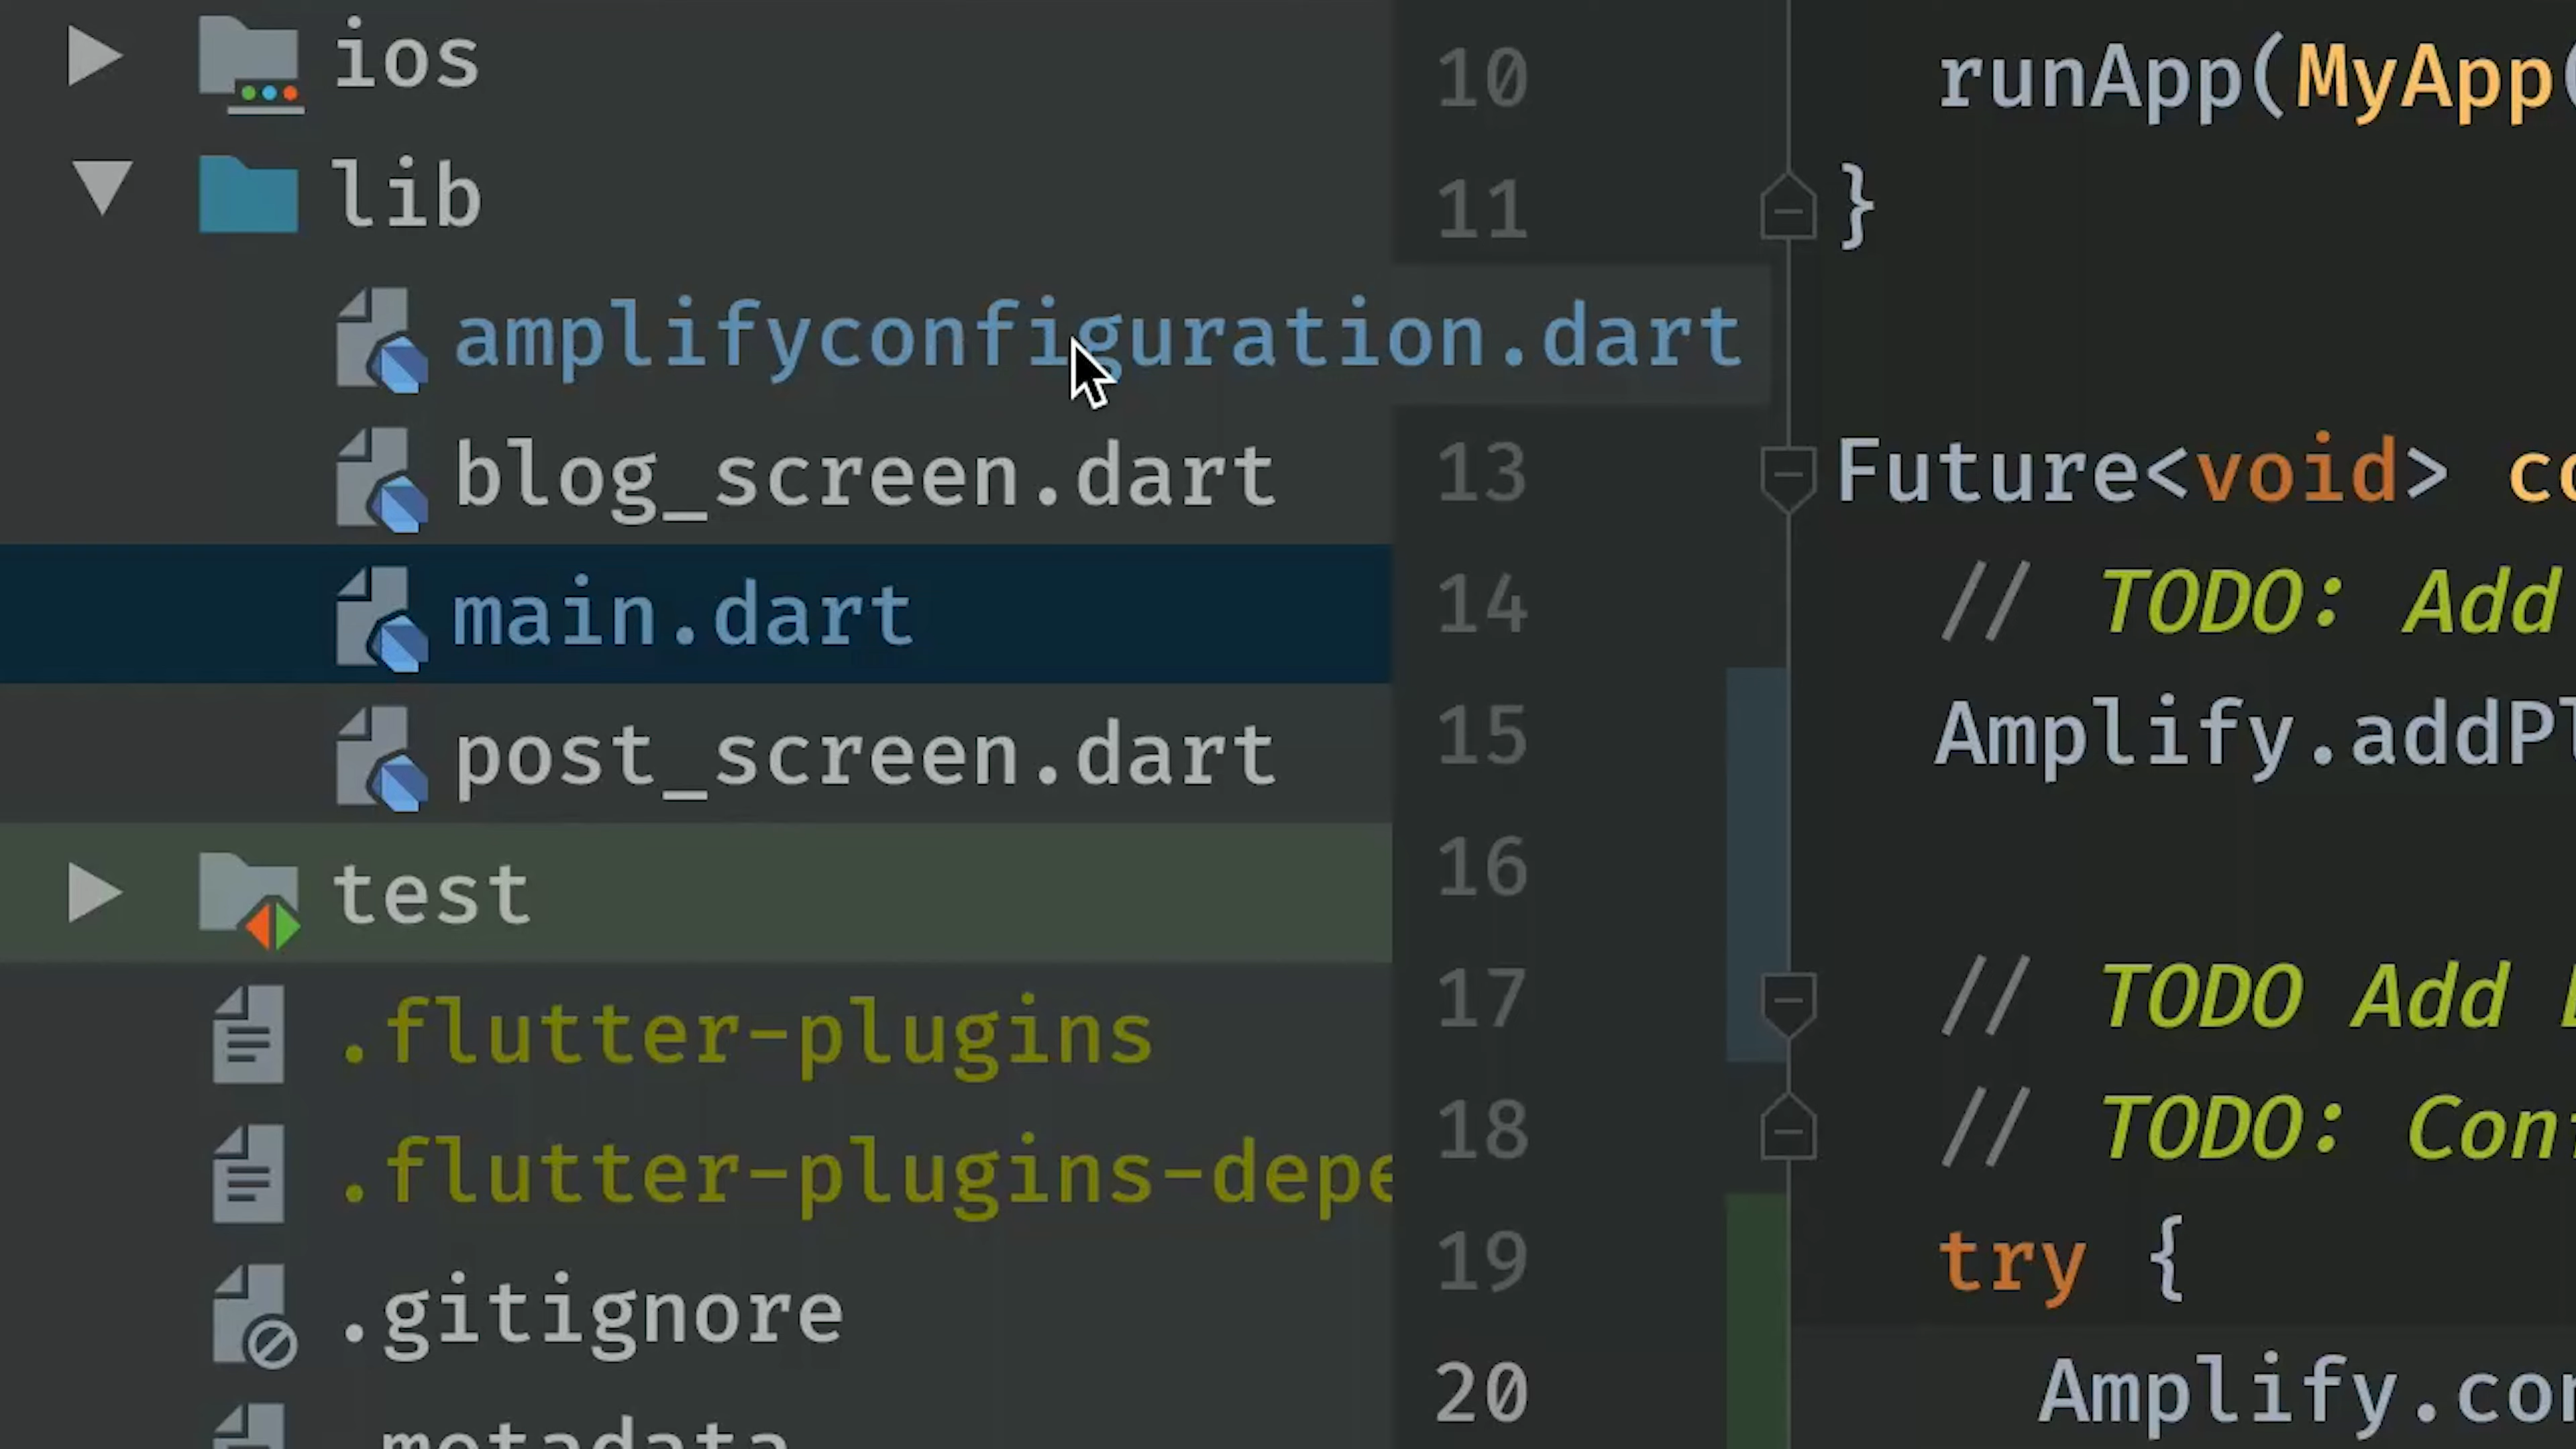 ios
lib
amplifyconfiguration.dart
blog_screen.dart
main.dart
post_screen.dart
test
.flutter-plugins
.flutter-plugins-depe
.gitignore
.metadata
10 runApp(MyApp(
11 }
13 Future<void> co
14 // TODO: Add
15 Amplify.addPl
16
17 // TODO Add
18 // TODO: Conf
19 try {
20 Amplify.con